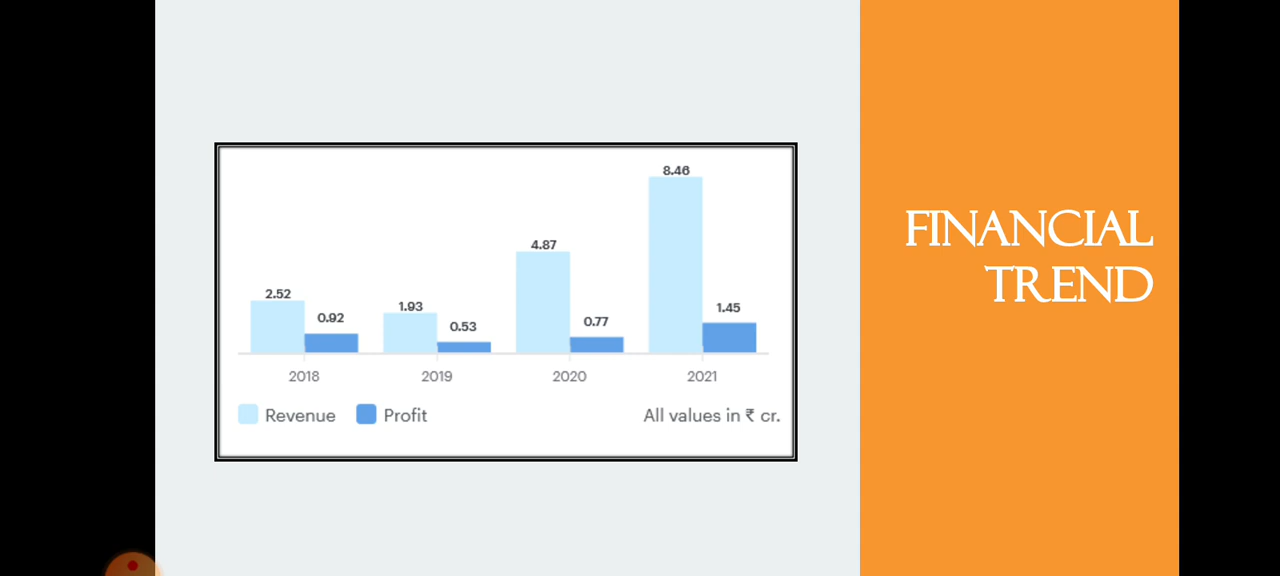 FINANCIAL
TREND
8.46
4.87
2.52
1.93
1.45
0.92
0.53
0.77
2018 2019 2020 2021
Revenue Profit All values in ₹ cr.